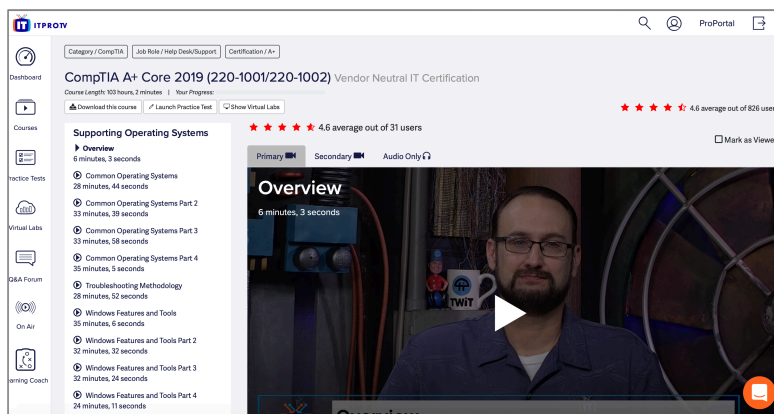 ITPROTV
ProPortal
Dashboard
Courses
ractice Tests
Virtual Labs
Q&A Forum
On Air
earning Coach
Category / CompTIA
Job Role / Help Desk/Support
Certification / A+
CompTIA A+ Core 2019 (220-1001/220-1002) Vendor Neutral IT Certification
Course Length: 103 hours, 2 minutes | Your Progress:
Download this course
Launch Practice Test
Show Virtual Labs
4.6 average out of 826 user
Supporting Operating Systems
Overview
6 minutes, 3 seconds
Common Operating Systems
28 minutes, 44 seconds
Common Operating Systems Part 2
33 minutes, 39 seconds
Common Operating Systems Part 3
33 minutes, 58 seconds
Common Operating Systems Part 4
35 minutes, 5 seconds
Troubleshooting Methodology
28 minutes, 52 seconds
Windows Features and Tools
35 minutes, 6 seconds
Windows Features and Tools Part 2
32 minutes, 32 seconds
Windows Features and Tools Part 3
32 minutes, 24 seconds
Windows Features and Tools Part 4
24 minutes, 11 seconds
4.6 average out of 31 users
Mark as Viewe
Primary
Secondary
Audio Only
Overview
6 minutes, 3 seconds
TWiT
Overview